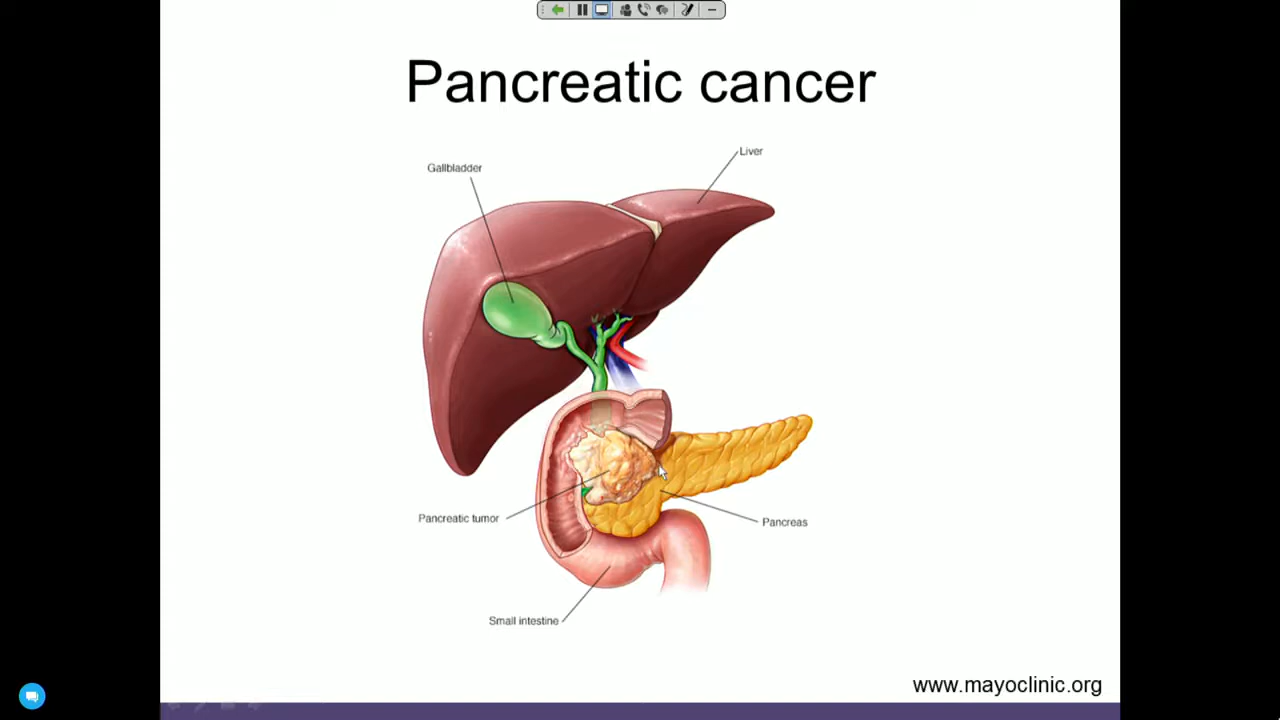 Pancreatic cancer
Liver
Gallbladder
Pancreatic tumor
Pancreas
Small intestine
www.mayoclinic.org